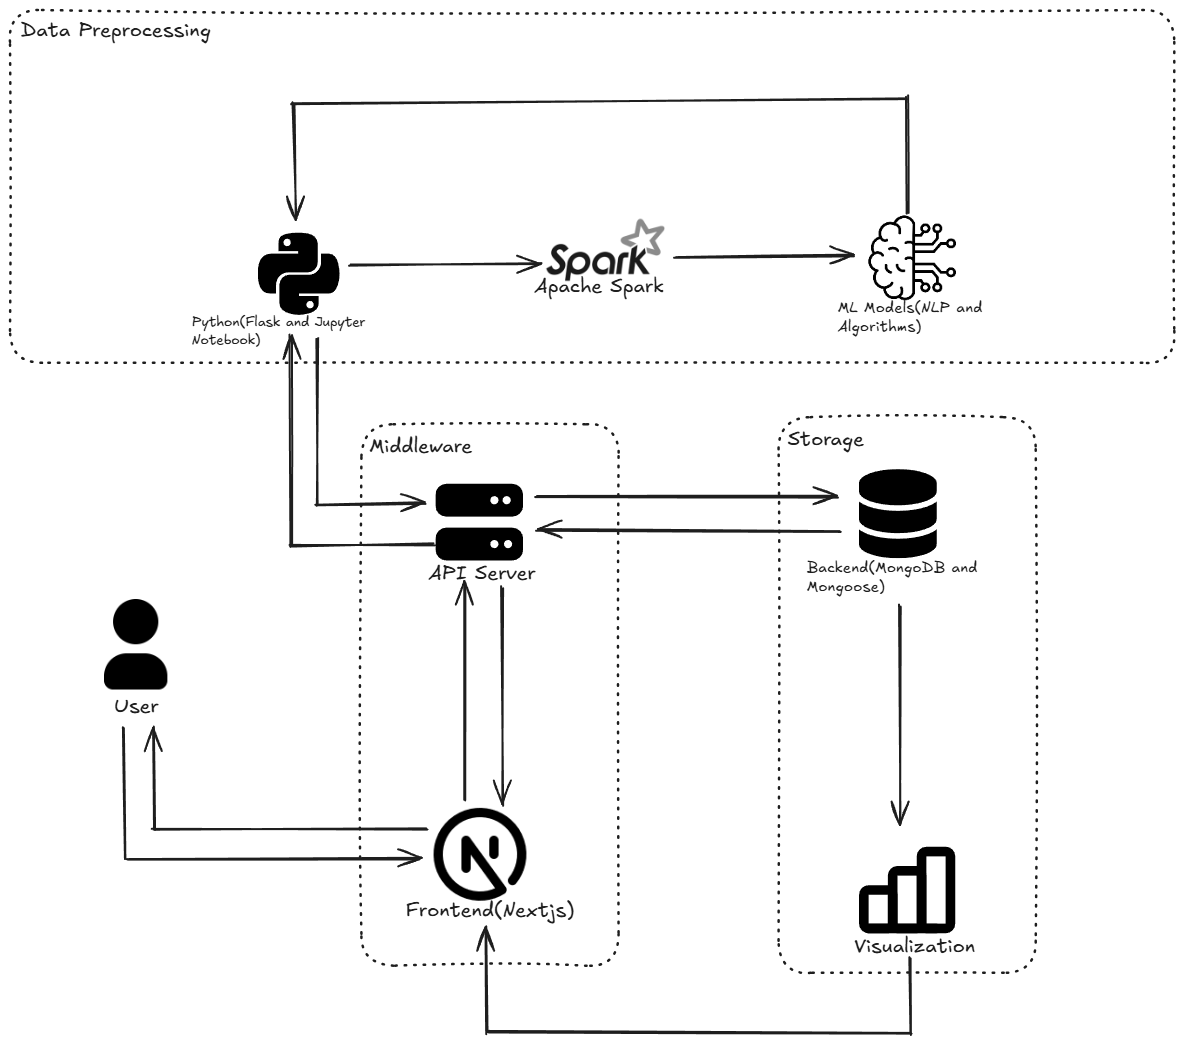 Data Preprocessing
Spark
Apache Spark
ML Models(NLP and
Algorithms)
Python(Flask and Jupyter
Notebook)
Middleware
Storage
API Server
Backend(MongoDB and
Mongoose)
User
N
Frontend(Nextjs)
Visualization